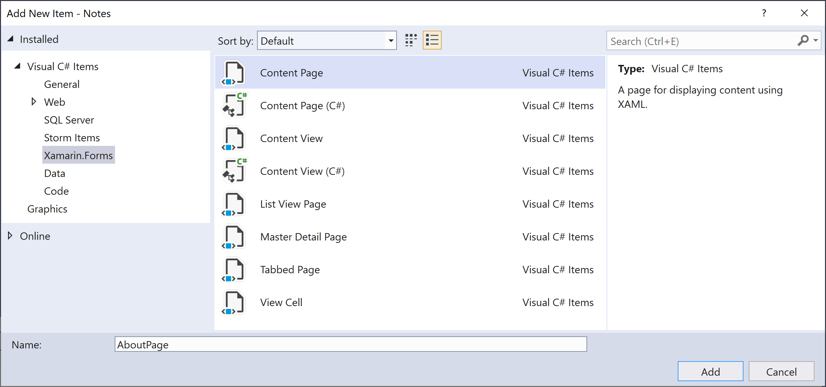 Add New Item - Notes
? ×
Installed
Sort by: Default
Search (Ctrl+E)
Visual C# Items
General
Web
SQL Server
Storm Items
Xamarin.Forms
Data
Code
Graphics
Online
Content Page Visual C# Items
C# Content Page (C#) Visual C# Items
Content View Visual C# Items
C# Content View (C#) Visual C# Items
List View Page Visual C# Items
Master Detail Page Visual C# Items
Tabbed Page Visual C# Items
View Cell Visual C# Items
Type: Visual C# Items
A page for displaying content using
XAML.
Name: AboutPage
Add Cancel